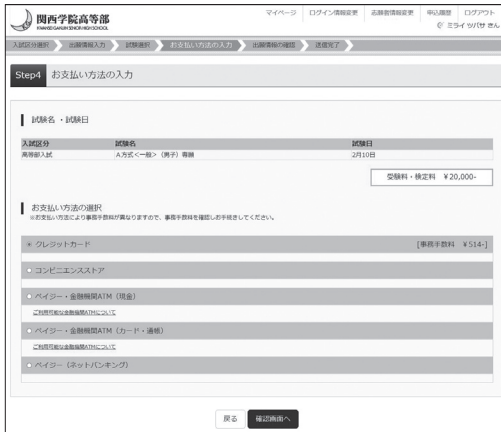 関西学院高等部
KWANSEI GAKUIN SENIOR HIGH SCHOOL
マイページ ログイン情報変更 志願者情報変更 申込履歴 ログアウト
ミライ ツバサ さん
入試区分選択 出願情報入力 試験選択 お支払い方法の入力 出願情報の確認 送信完了
Step4 お支払い方法の入力
試験名・試験日
入試区分 試験名 試験日
高等部入試 A方式<一般>(男子)専願 2月10日
受験料・検定料 ¥20,000-
お支払い方法の選択
※お支払い方法により事務手数料が異なりますので、事務手数料を確認しお手続きしてください。
クレジットカード [事務手数料 ¥514-]
コンビニエンスストア
ペイジー・金融機関ATM(現金)
ご利用可能な金融機関ATMについて
ペイジー・金融機関ATM(カード・通帳)
ご利用可能な金融機関ATMについて
ペイジー(ネットバンキング)
戻る 確認画面へ